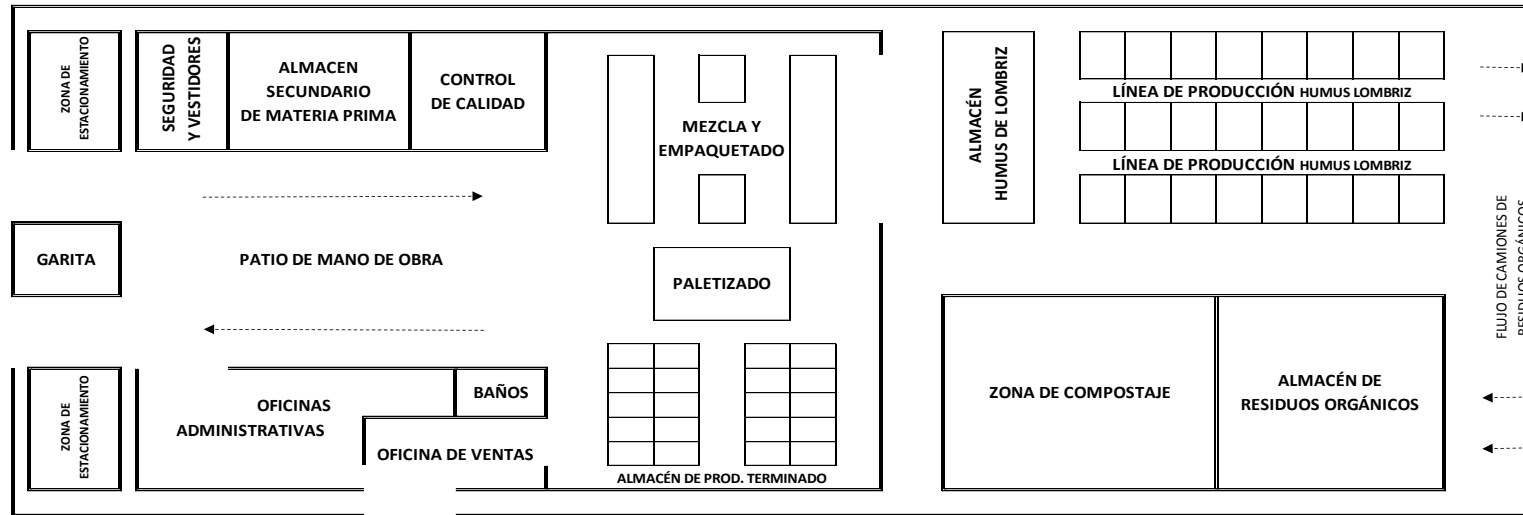 ZONA DE
ESTACIONAMIENTO
SEGURIDAD
Y VESTIDORES
ALMACEN
SECUNDARIO
DE MATERIA PRIMA
CONTROL
DE CALIDAD
MEZCLA Y
EMPAQUETADO
ALMACÉN
HUMUS DE LOMBRIZ
LÍNEA DE PRODUCCIÓN HUMUS LOMBRIZ
LÍNEA DE PRODUCCIÓN HUMUS LOMBRIZ
GARITA
PATIO DE MANO DE OBRA
PALETIZADO
FLUJO DE CAMIONES DE
RESIDUOS ORGÁNICOS
ZONA DE
ESTACIONAMIENTO
OFICINAS
ADMINISTRATIVAS
BAÑOS
OFICINA DE VENTAS
ALMACÉN DE PROD. TERMINADO
ZONA DE COMPOSTAJE
ALMACÉN DE
RESIDUOS ORGÁNICOS